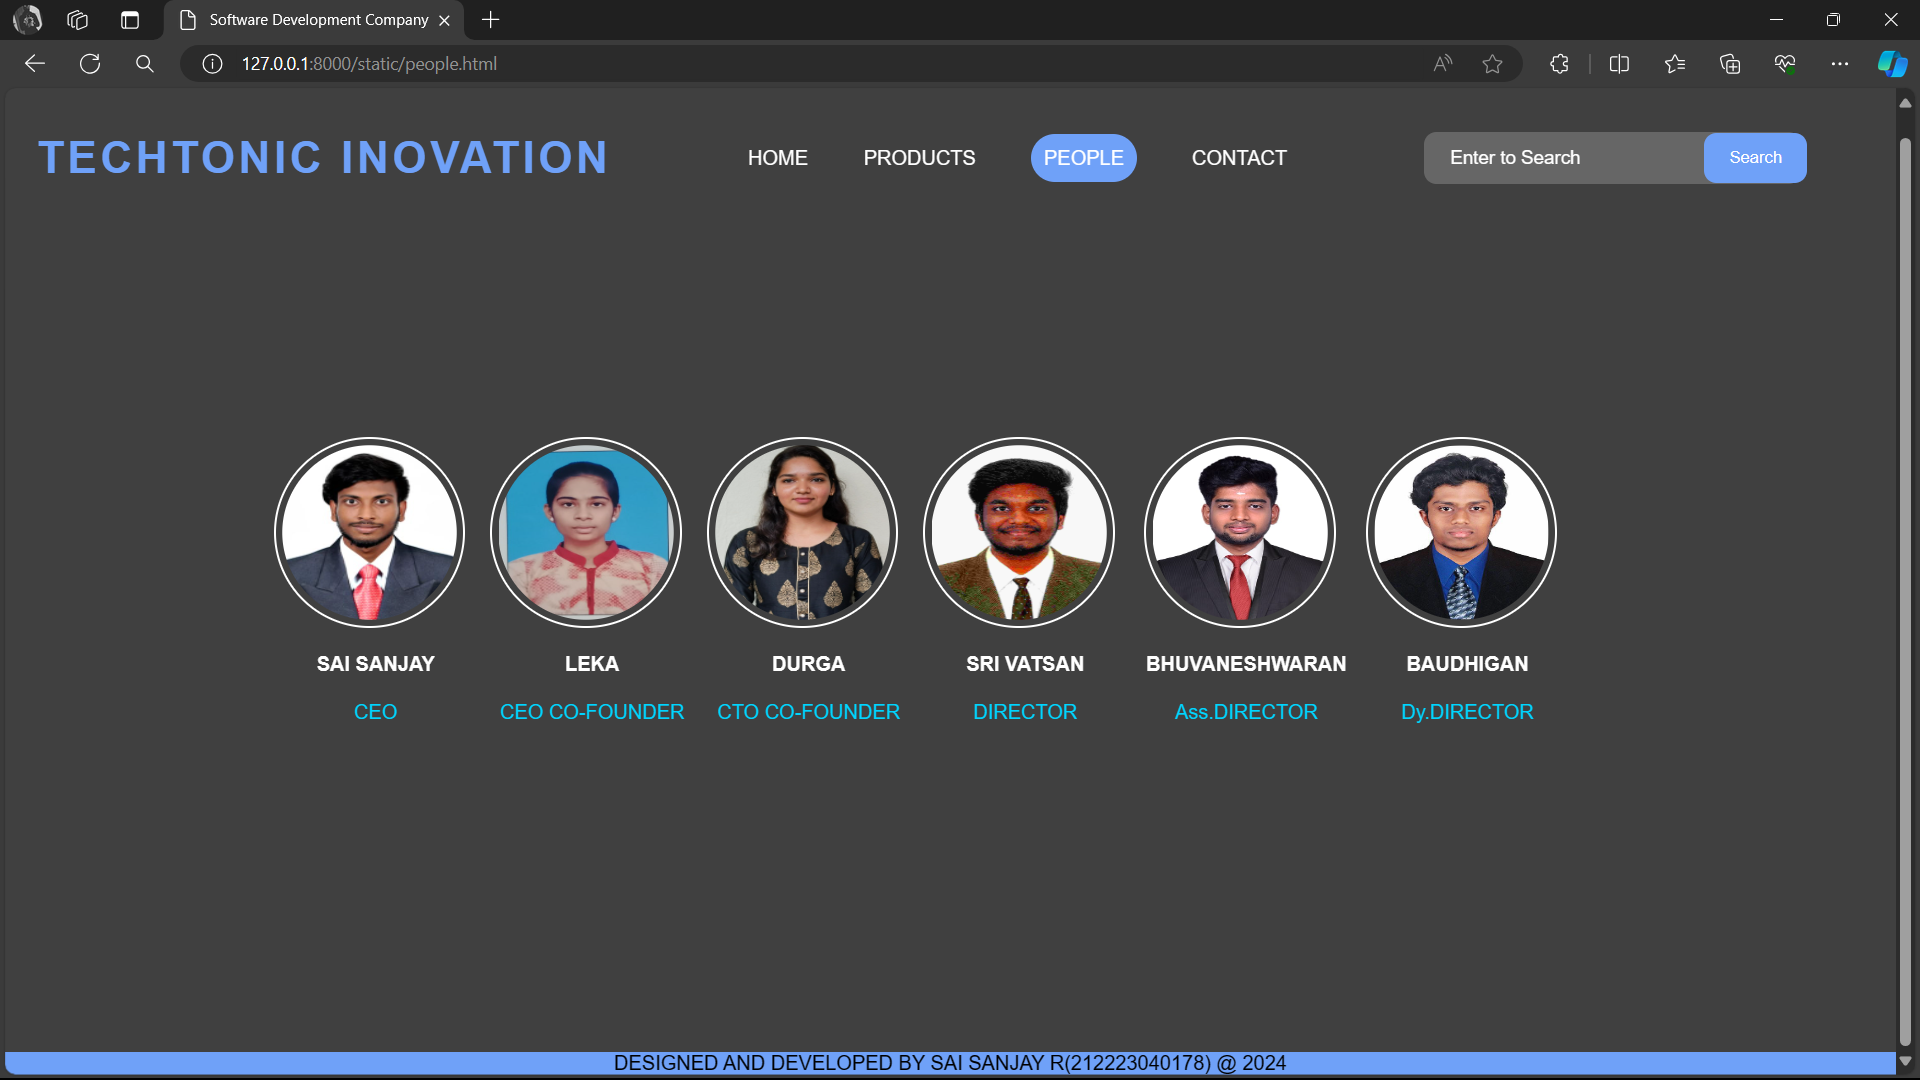 Software Development Company
127.0.0.1:8000/static/people.html
TECHTONIC INOVATION
HOME PRODUCTS PEOPLE CONTACT
Enter to Search Search
SAI SANJAY LEKA DURGA SRI VATSAN BHUVANESHWARAN BAUDHIGAN
CEO CEO CO-FOUNDER CTO CO-FOUNDER DIRECTOR Ass.DIRECTOR Dy.DIRECTOR
DESIGNED AND DEVELOPED BY SAI SANJAY R(212223040178) @ 2024